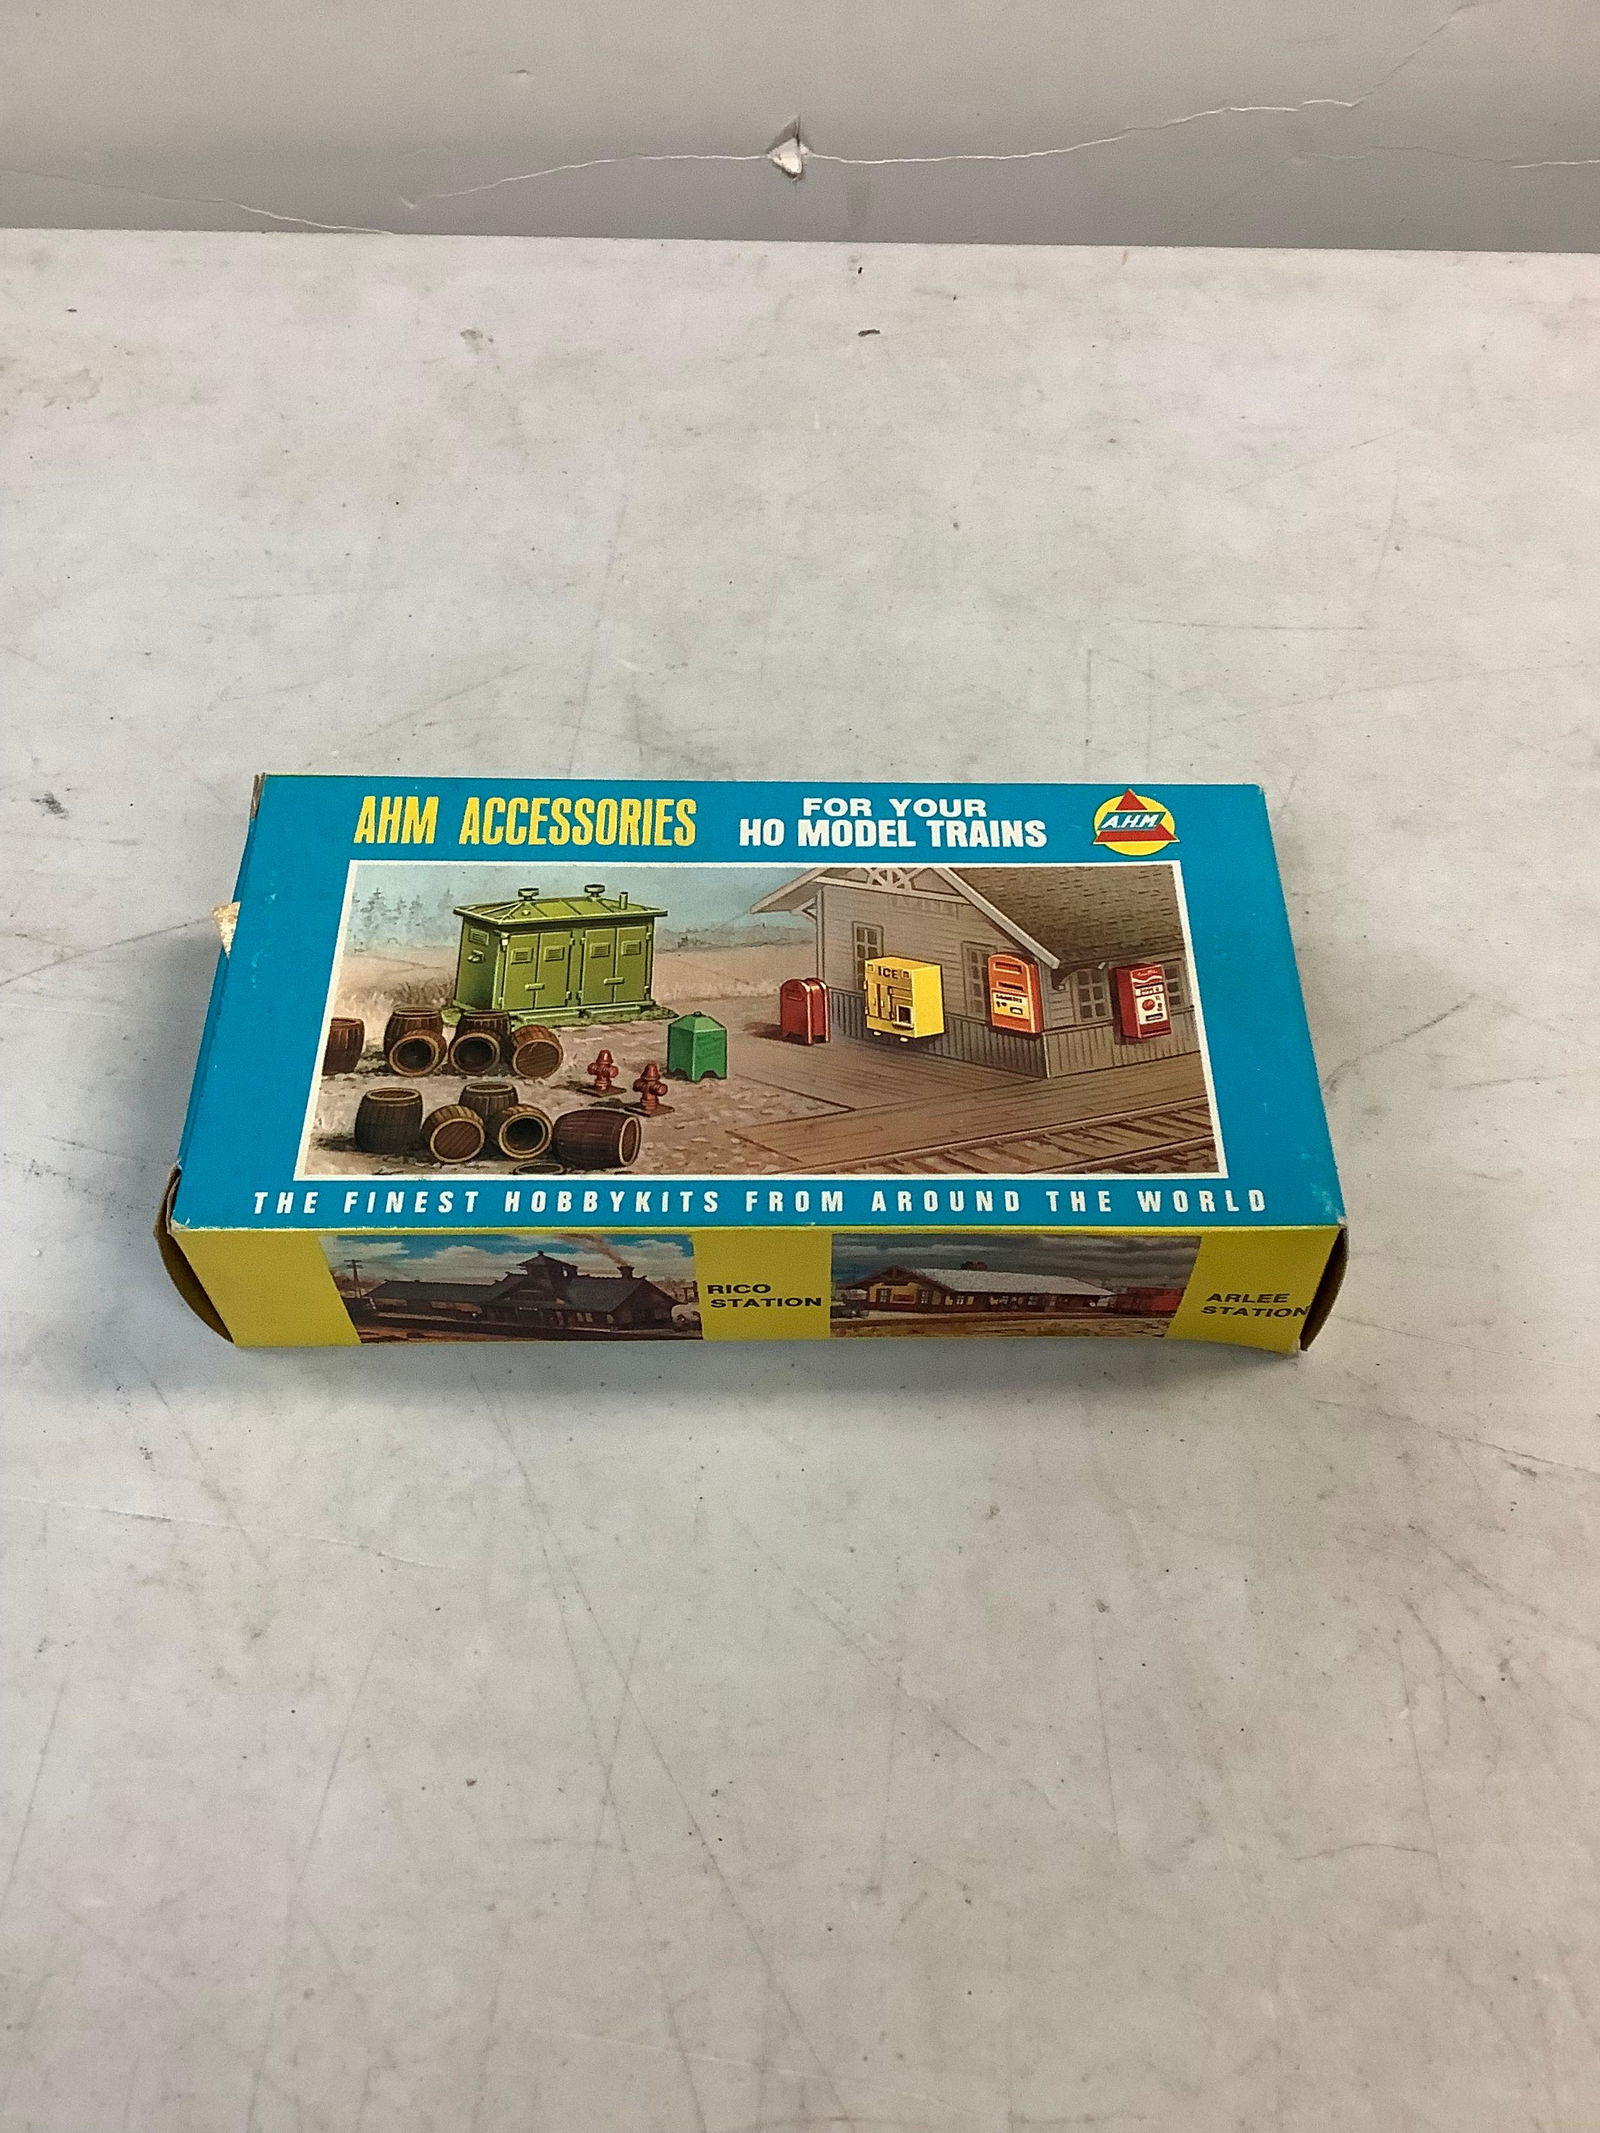 AHM ACCESSORIES
FOR YOUR
HO MODEL TRAINS
A.H.M.
ICE
THE FINEST HOBBYKITS FROM AROUND THE WORLD
RICO
STATION
ARLEE
STATION